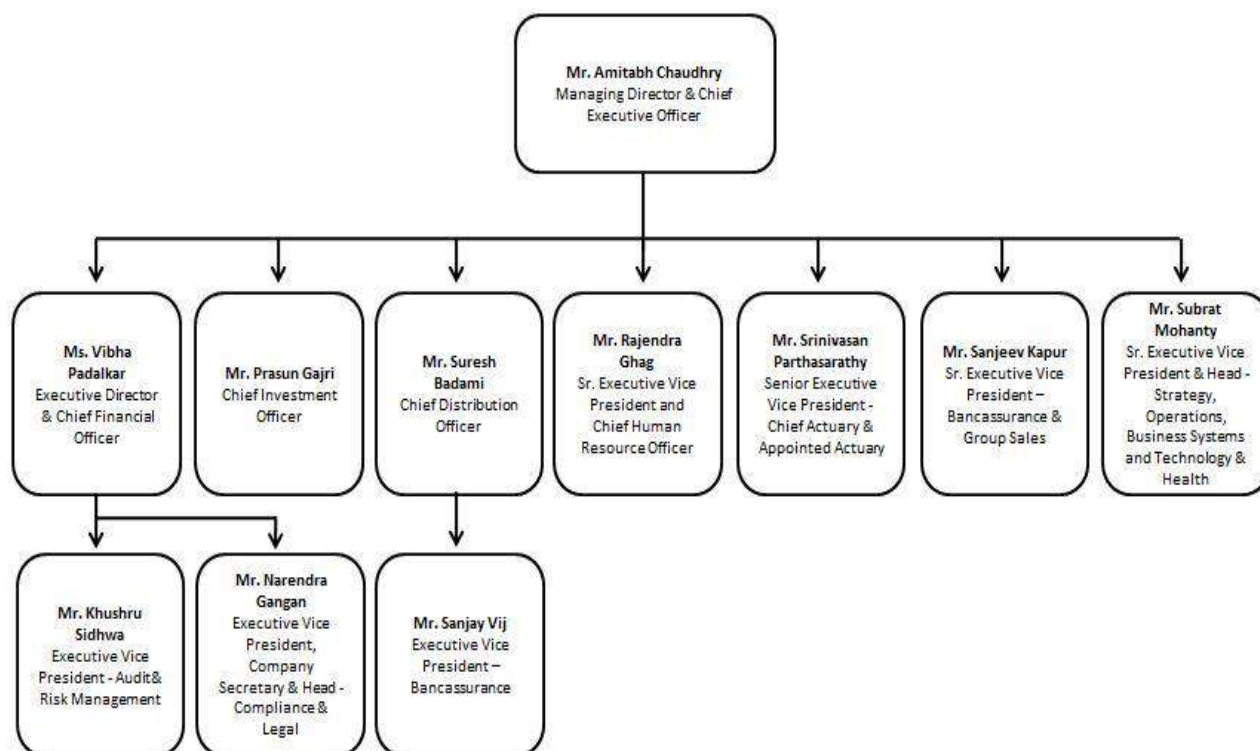 Mr. Amitabh Chaudhry
Managing Director & Chief
Executive Officer
Ms. Vibha
Padalkar
Executive Director
& Chief Financial
Officer
Mr. Prasun Gajri
Chief Investment
Officer
Mr. Suresh
Badami
Chief Distribution
Officer
Mr. Rajendra
Ghag
Sr. Executive Vice
President and
Chief Human
Resource Officer
Mr. Srinivasan
Parthasarathy
Senior Executive
Vice President -
Chief Actuary &
Appointed Actuary
Mr. Sanjeev Kapur
Sr. Executive Vice
President –
Bancassurance &
Group Sales
Mr. Subrat
Mohanty
Sr. Executive Vice
President & Head -
Strategy,
Operations,
Business Systems
and Technology &
Health
Mr. Khushru
Sidhwa
Executive Vice
President - Audit&
Risk Management
Mr. Narendra
Gangan
Executive Vice
President,
Company
Secretary & Head -
Compliance &
Legal
Mr. Sanjay Vij
Executive Vice
President –
Bancassurance